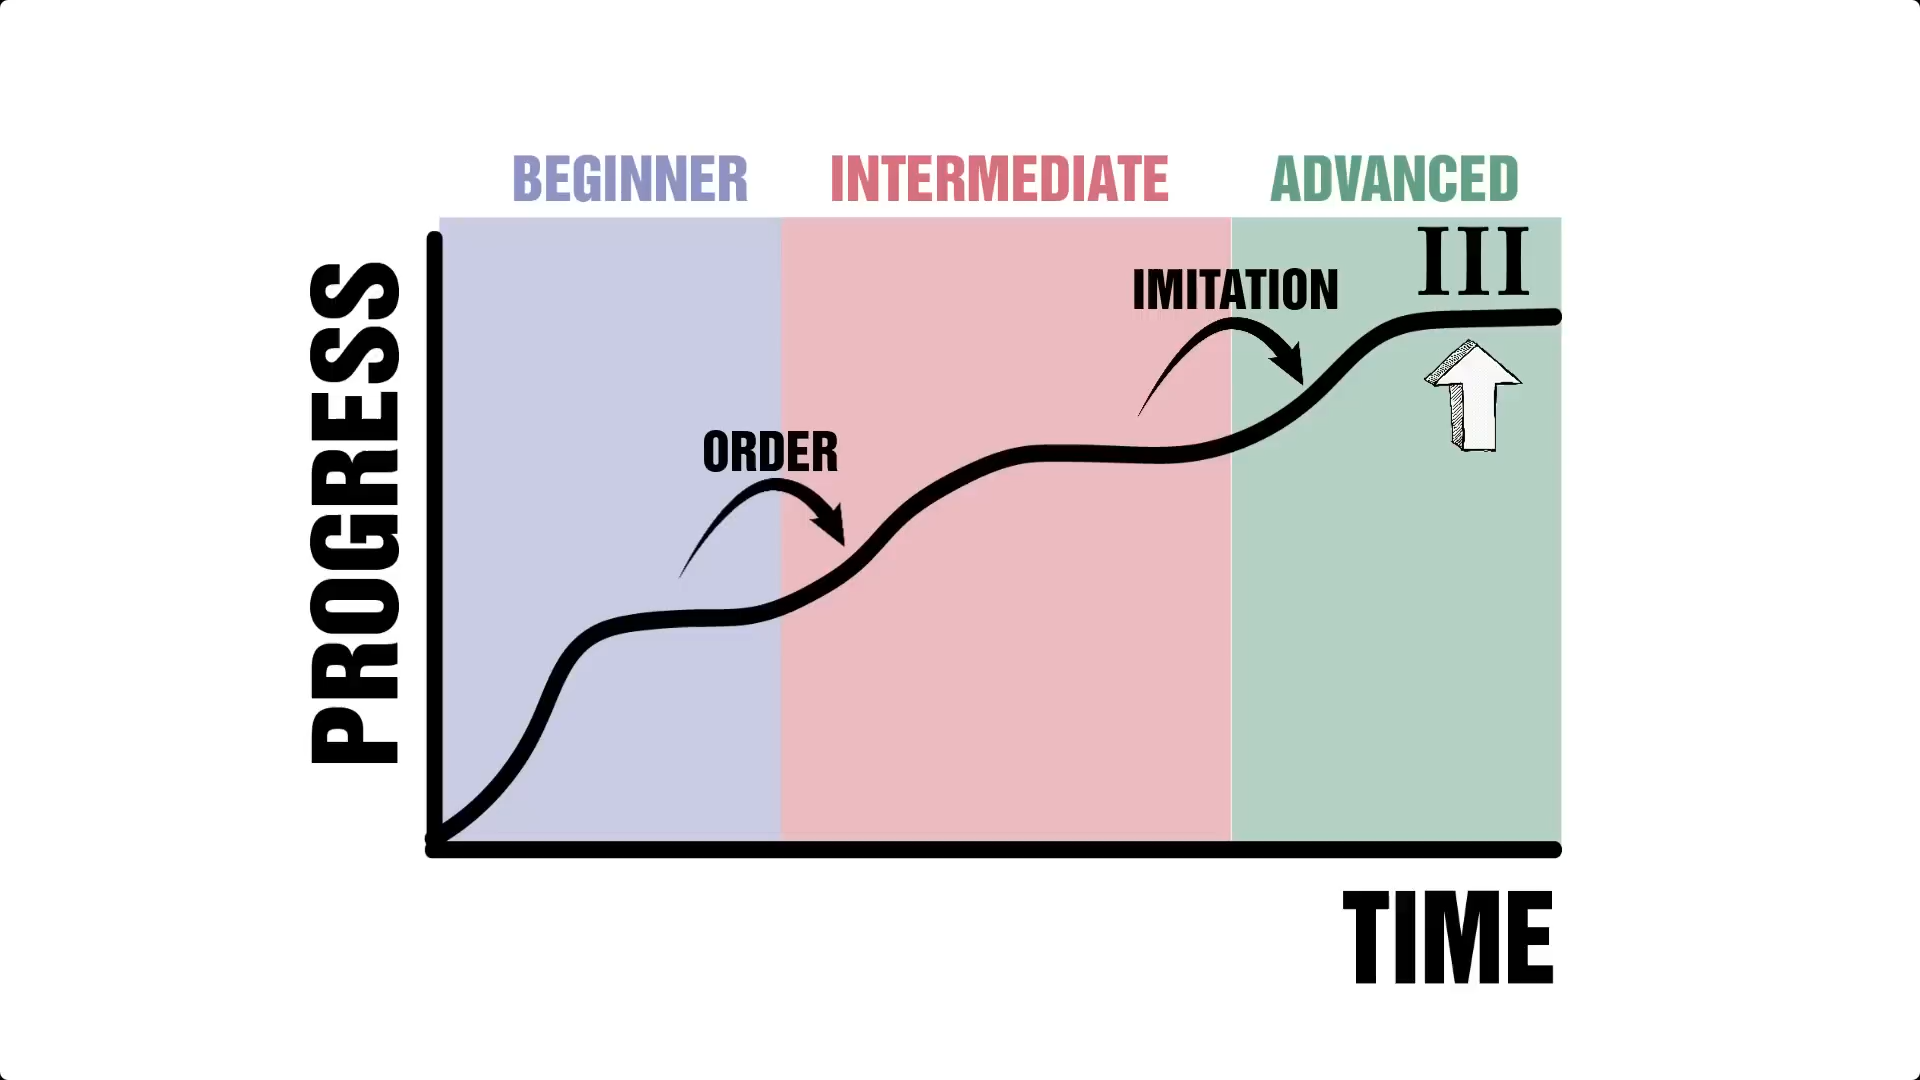 BEGINNER
INTERMEDIATE
ADVANCED
III
IMITATION
ORDER
PROGRESS
TIME